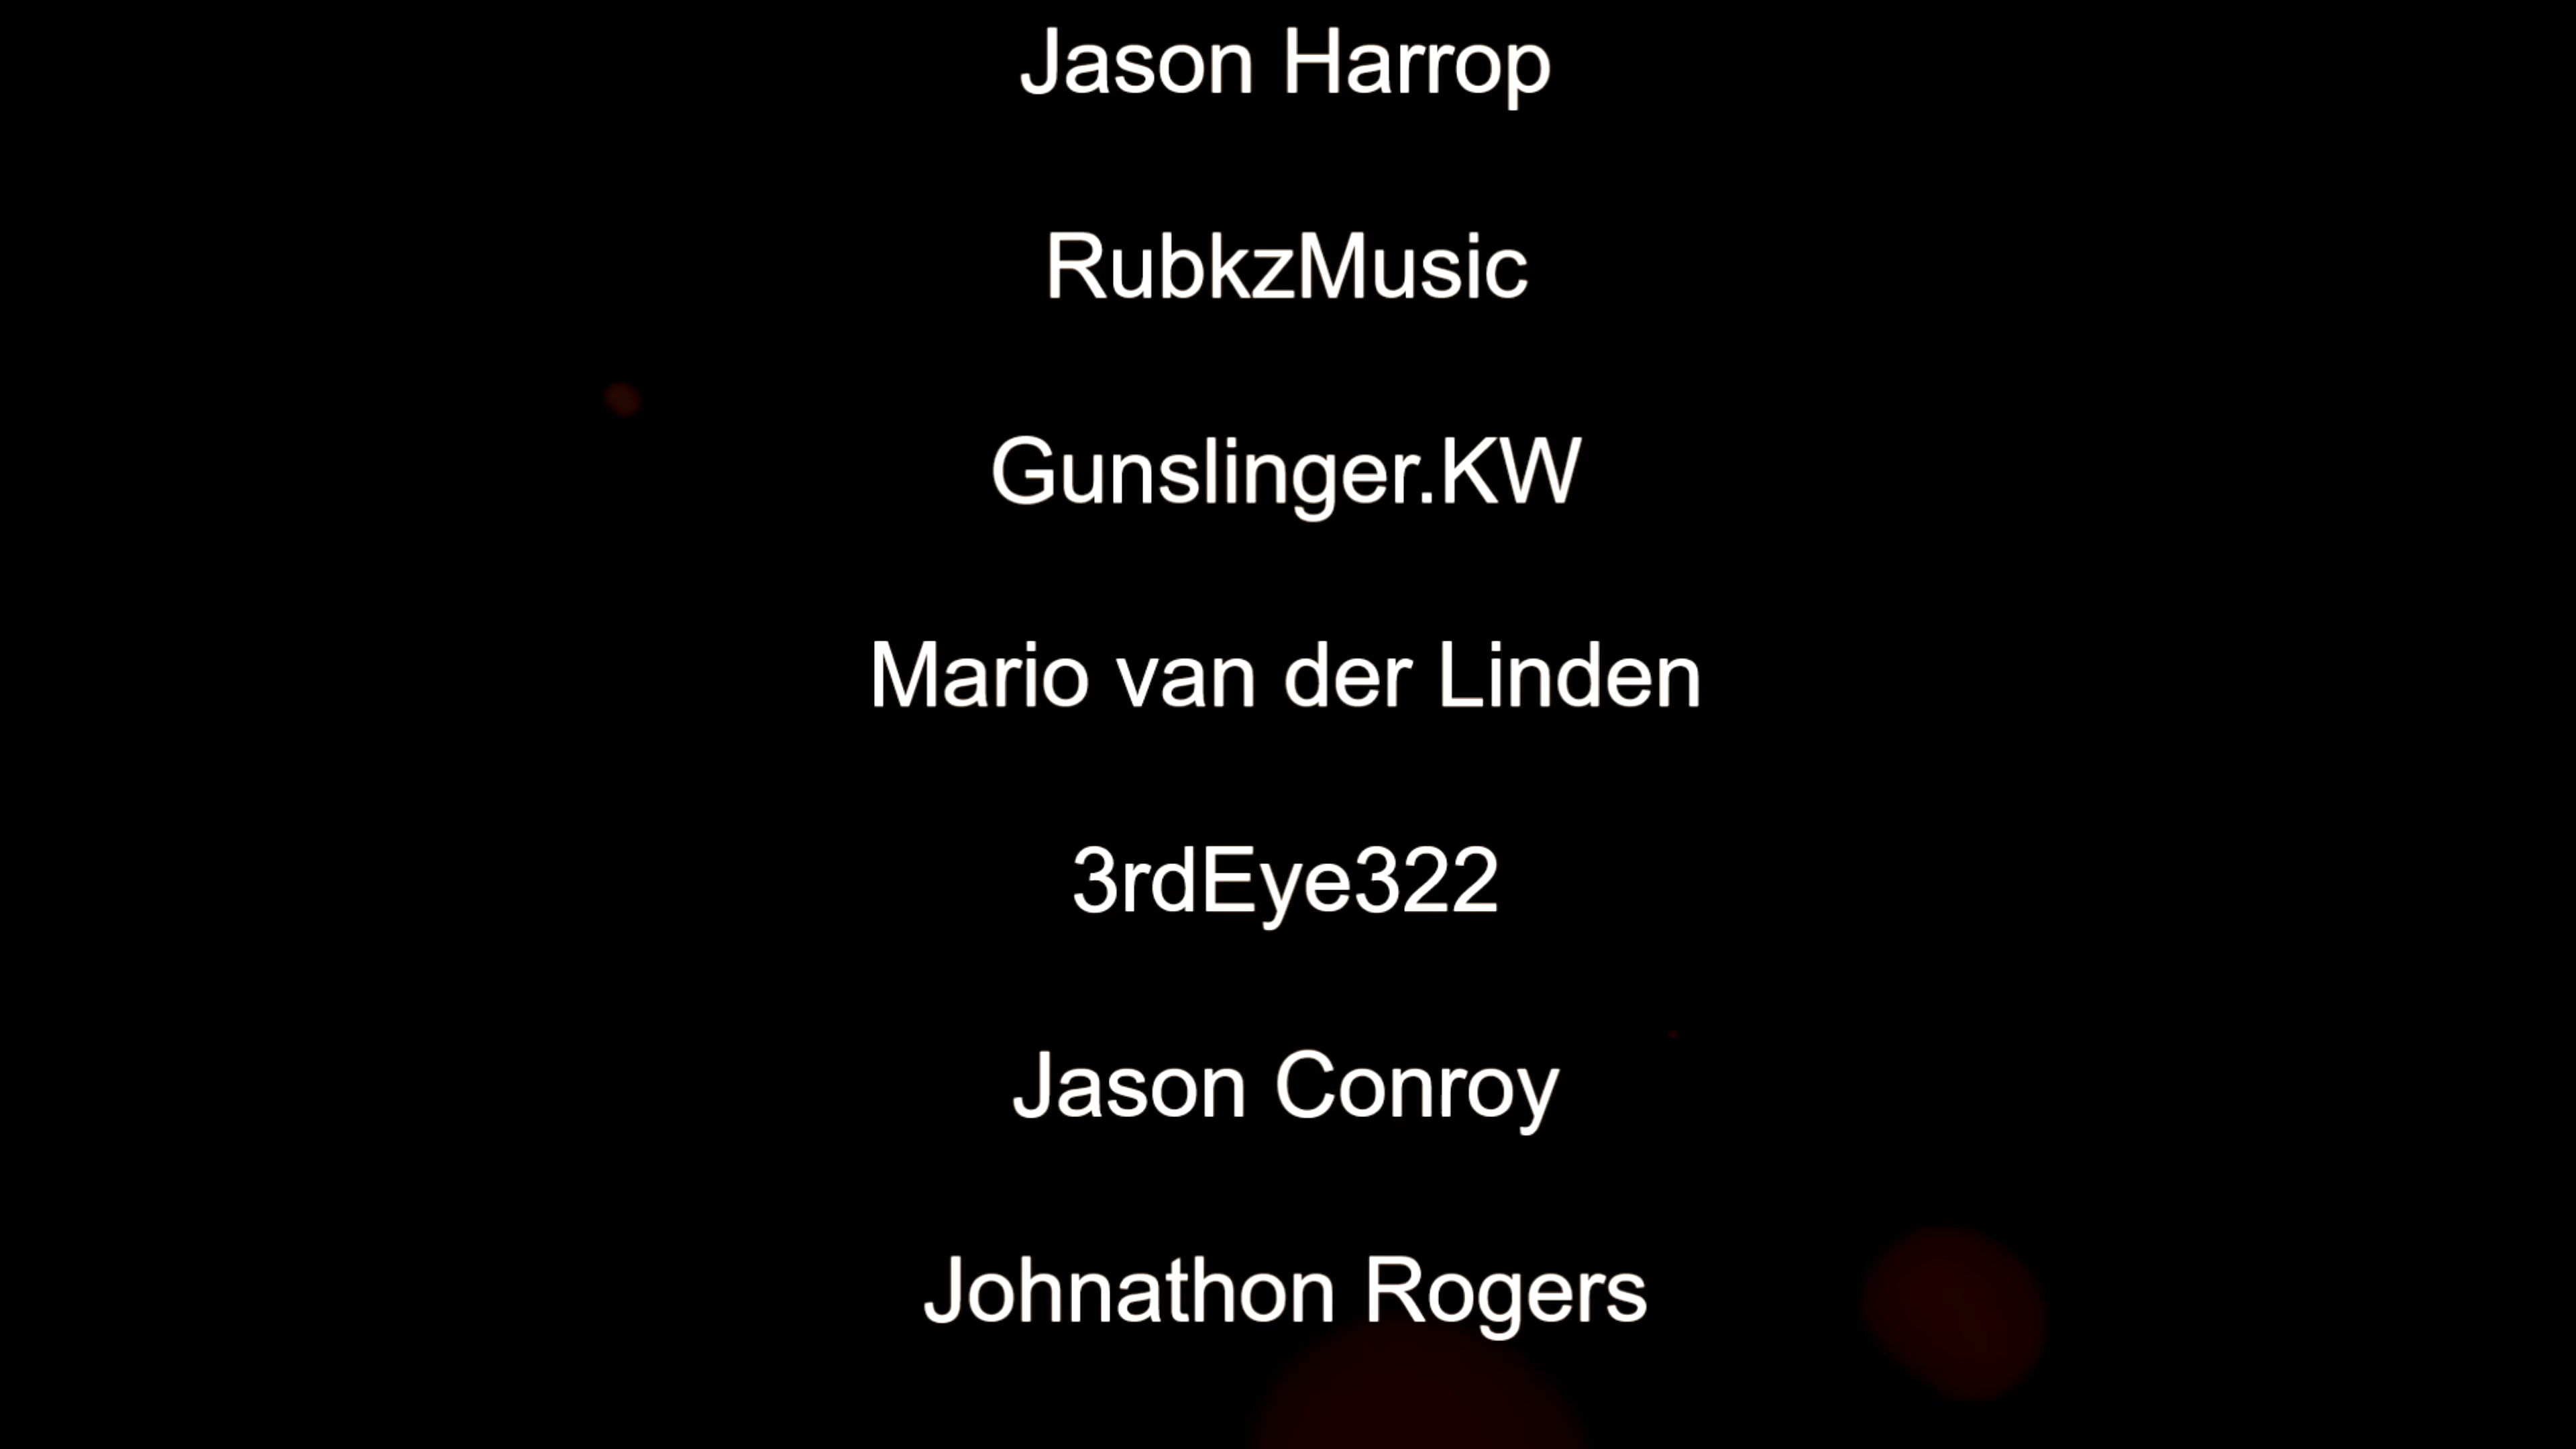 Jason Harrop
RubkzMusic
Gunslinger.KW
Mario van der Linden
3rdEye322
Jason Conroy
Johnathon Rogers